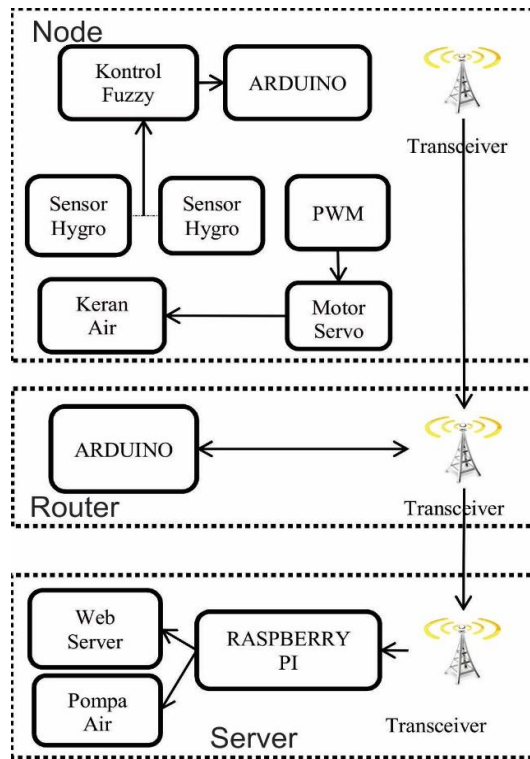 Node
Kontrol
Fuzzy
ARDUINO
Transceiver
Sensor
Hygro
Sensor
Hygro
PWM
Keran
Air
Motor
Servo
ARDUINO
Router
Transceiver
Web
Server
RASPBERRY
PI
Pompa
Air
Transceiver
Server